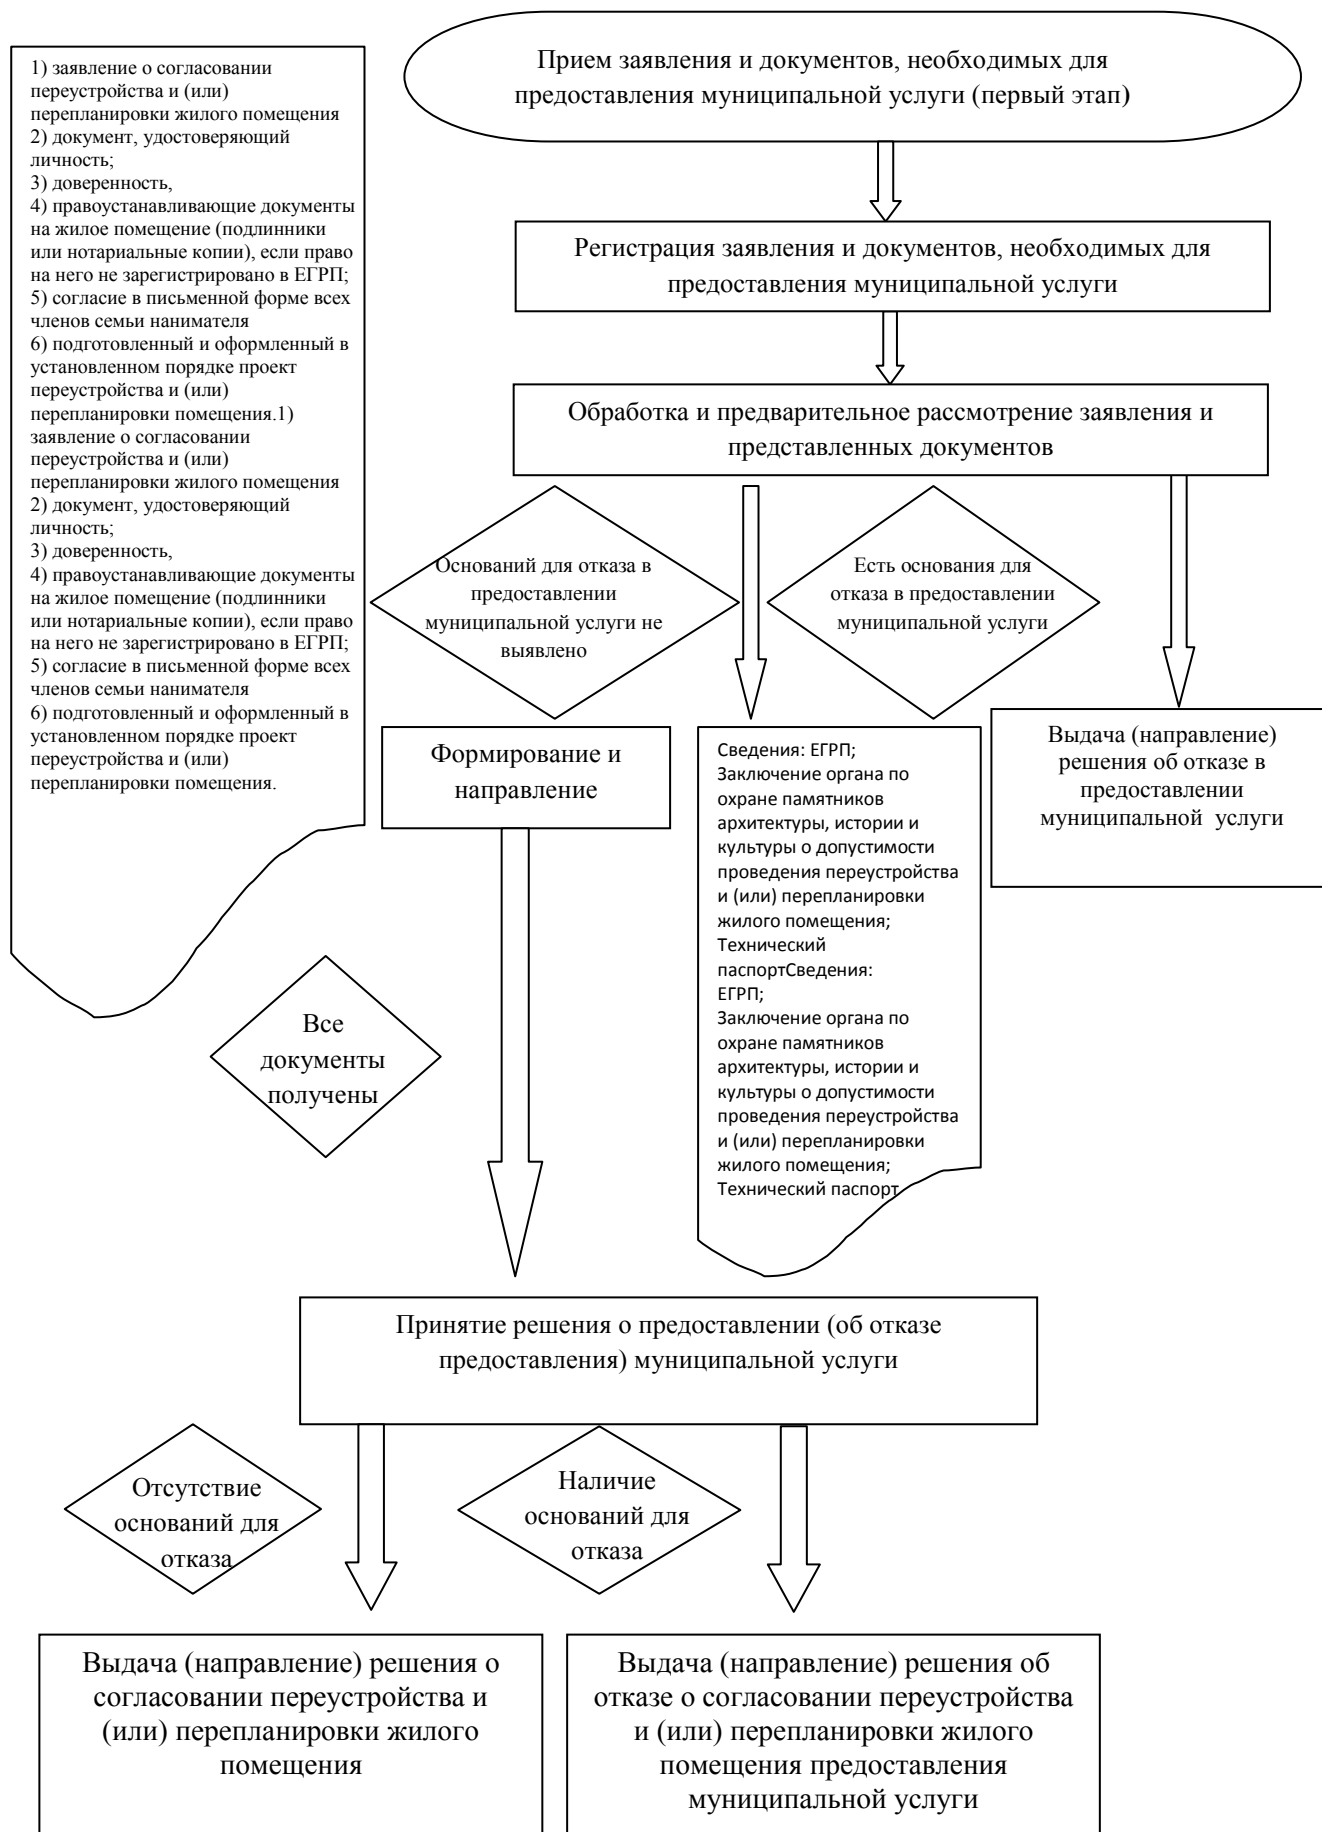 Прием заявления и документов, необходимых для
предоставления муниципальной услуги (первый этап)
1) заявление о согласовании
переустройства и (или)
перепланировки жилого помещения
2) документ, удостоверяющий
личность;
3) доверенность,
4) правоустанавливающие документы
на жилое помещение (подлинники
или нотариальные копии), если право
на него не зарегистрировано в ЕГРП;
5) согласие в письменной форме всех
членов семьи нанимателя
6) подготовленный и оформленный в
установленном порядке проект
переустройства и (или)
перепланировки помещения.1)
заявление о согласовании
переустройства и (или)
перепланировки жилого помещения
2) документ, удостоверяющий
личность;
3) доверенность,
4) правоустанавливающие документы
на жилое помещение (подлинники
или нотариальные копии), если право
на него не зарегистрировано в ЕГРП;
5) согласие в письменной форме всех
членов семьи нанимателя
6) подготовленный и оформленный в
установленном порядке проект
переустройства и (или)
перепланировки помещения.
Регистрация заявления и документов, необходимых для
предоставления муниципальной услуги
Обработка и предварительное рассмотрение заявления и
представленных документов
Оснований для отказа в
предоставлении
муниципальной услуги не
выявлено
Есть основания для
отказа в предоставлении
муниципальной услуги
Формирование и
направление
Сведения: ЕГРП;
Заключение органа по
охране памятников
архитектуры, истории и
культуры о допустимости
проведения переустройства
и (или) перепланировки
жилого помещения;
Технический
паспортСведения:
ЕГРП;
Заключение органа по
охране памятников
архитектуры, истории и
культуры о допустимости
проведения переустройства
и (или) перепланировки
жилого помещения;
Технический паспорт
Выдача (направление)
решения об отказе в
предоставлении
муниципальной услуги
Все
документы
получены
Принятие решения о предоставлении (об отказе
предоставления) муниципальной услуги
Отсутствие
оснований для
отказа
Наличие
оснований для
отказа
Выдача (направление) решения о
согласовании переустройства и
(или) перепланировки жилого
помещения
Выдача (направление) решения об
отказе о согласовании переустройства
и (или) перепланировки жилого
помещения предоставления
муниципальной услуги